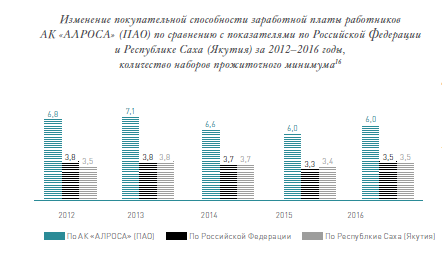 Изменение покупательной способности заработной платы работников
АК «АЛРОСА» (ПАО) по сравнению с показателями по Российской Федерации
и Республике Саха (Якутия) за 2012–2016 годы,
количество наборов прожиточного минимума16
6,8 3,8 3,5 7,1 3,8 3,8 6,6 3,7 3,7 6,0 3,3 3,4 6,0 3,5 3,5
2012 2013 2014 2015 2016
По АК «АЛРОСА» (ПАО) По Российской Федерации По Республике Саха (Якутия)